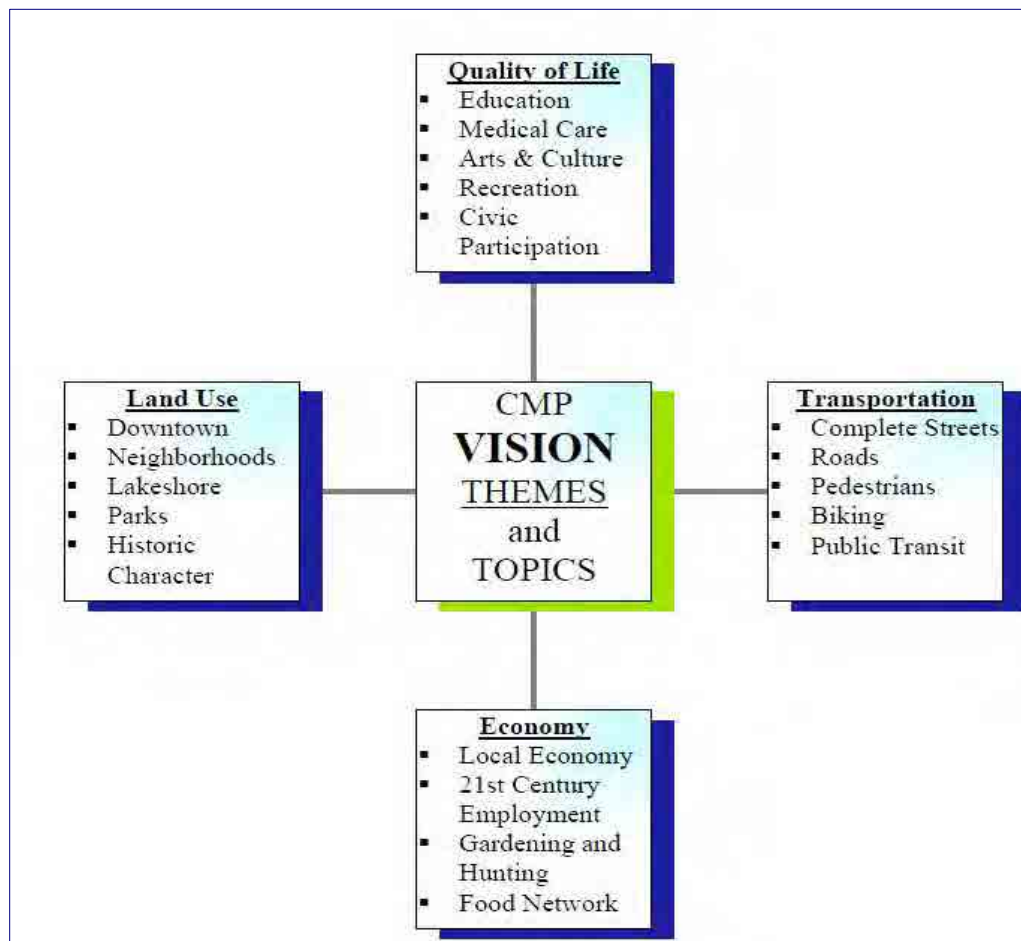 Quality of Life
▪ Education
▪ Medical Care
▪ Arts & Culture
▪ Recreation
▪ Civic
Participation
Land Use
▪ Downtown
▪ Neighborhoods
▪ Lakeshore
▪ Parks
▪ Historic
Character
CMP
VISION
THEMES
and
TOPICS
Transportation
▪ Complete Streets
▪ Roads
▪ Pedestrians
▪ Biking
▪ Public Transit
Economy
▪ Local Economy
▪ 21st Century
Employment
▪ Gardening and
Hunting
▪ Food Network